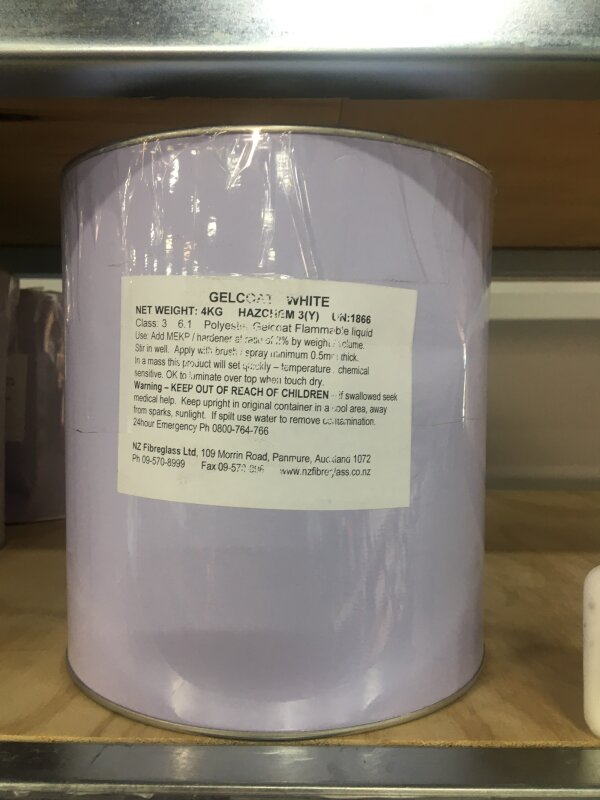 GELCOAT WHITE
NET WEIGHT: 4KG HAZCHEM 3(Y) UN:1866
Class: 3 6.1 Polyester Gelcoat Flammable liquid
Use: Add MEKP / hardener at ratio of 2% by weight / volume.
Stir in well. Apply with brush / spray minimum 0.5mm thick.
In a mass this product will set quickly – temperature, chemical
sensitive. OK to laminate over top when touch dry.
Warning – KEEP OUT OF REACH OF CHILDREN – if swallowed seek
medical help. Keep upright in original container in a cool area, away
from sparks, sunlight. If spilt use water to remove contamination.
24hour Emergency Ph 0800-764-766
NZ Fibreglass Ltd, 109 Morrin Road, Panmure, Auckland 1072
Ph 09-570-8999 Fax www.nzfibreglass.co.nz